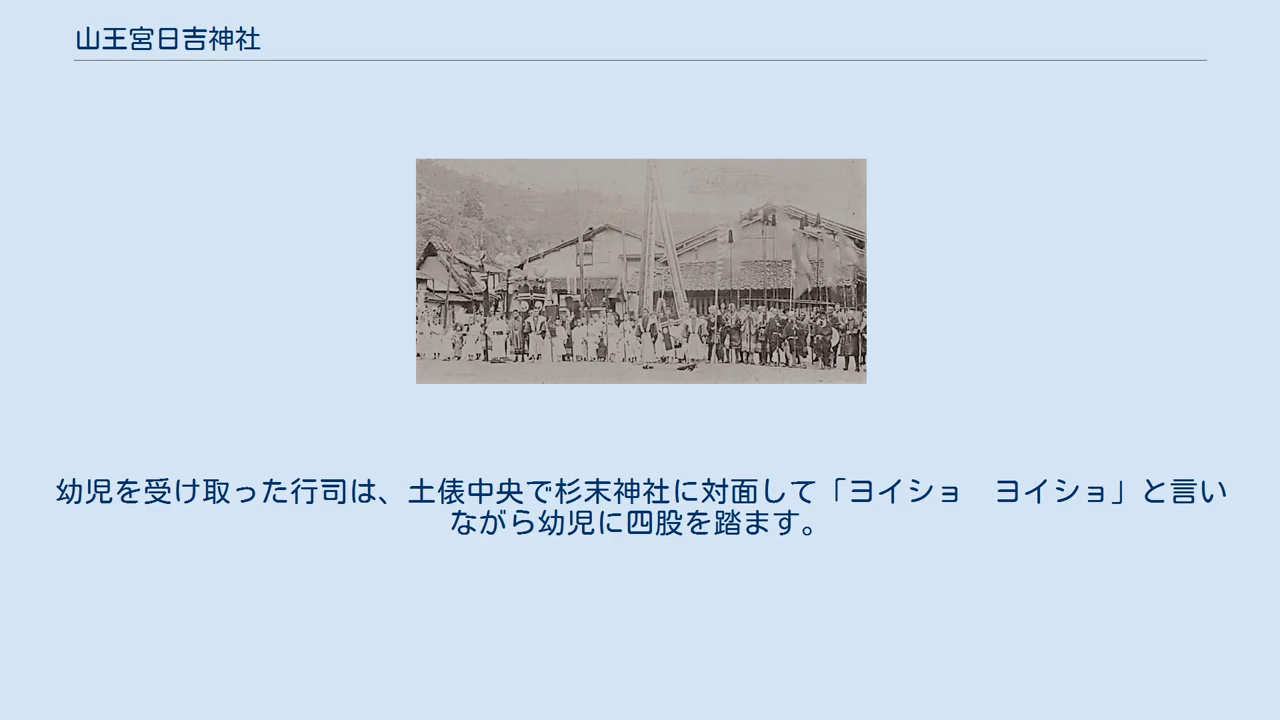 山王宮日吉神社
幼児を受け取った行司は、土俵中央で杉末神社に対面して「ヨイショ　ヨイショ」と言い
ながら幼児に四股を踏ます。